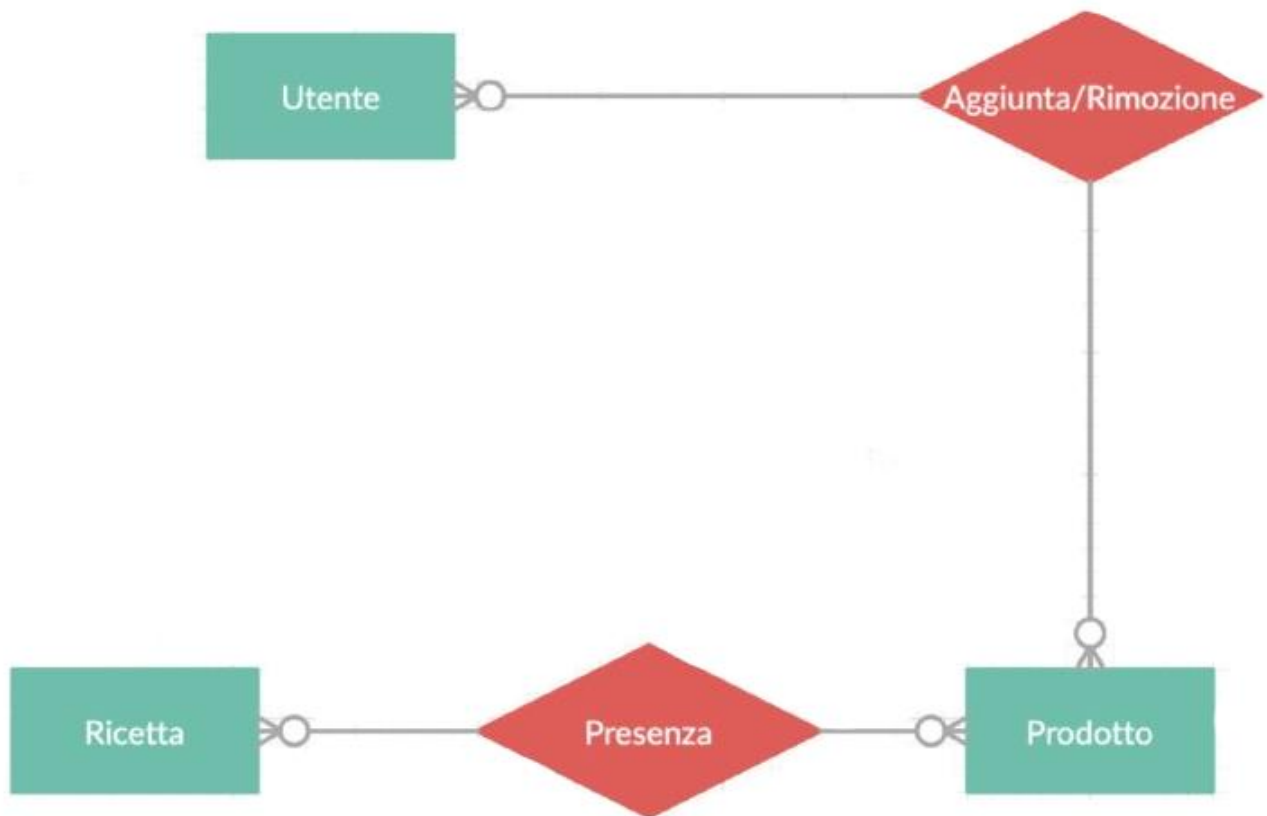 Utente
Aggiunta/Rimozione
Ricetta
Presenza
Prodotto